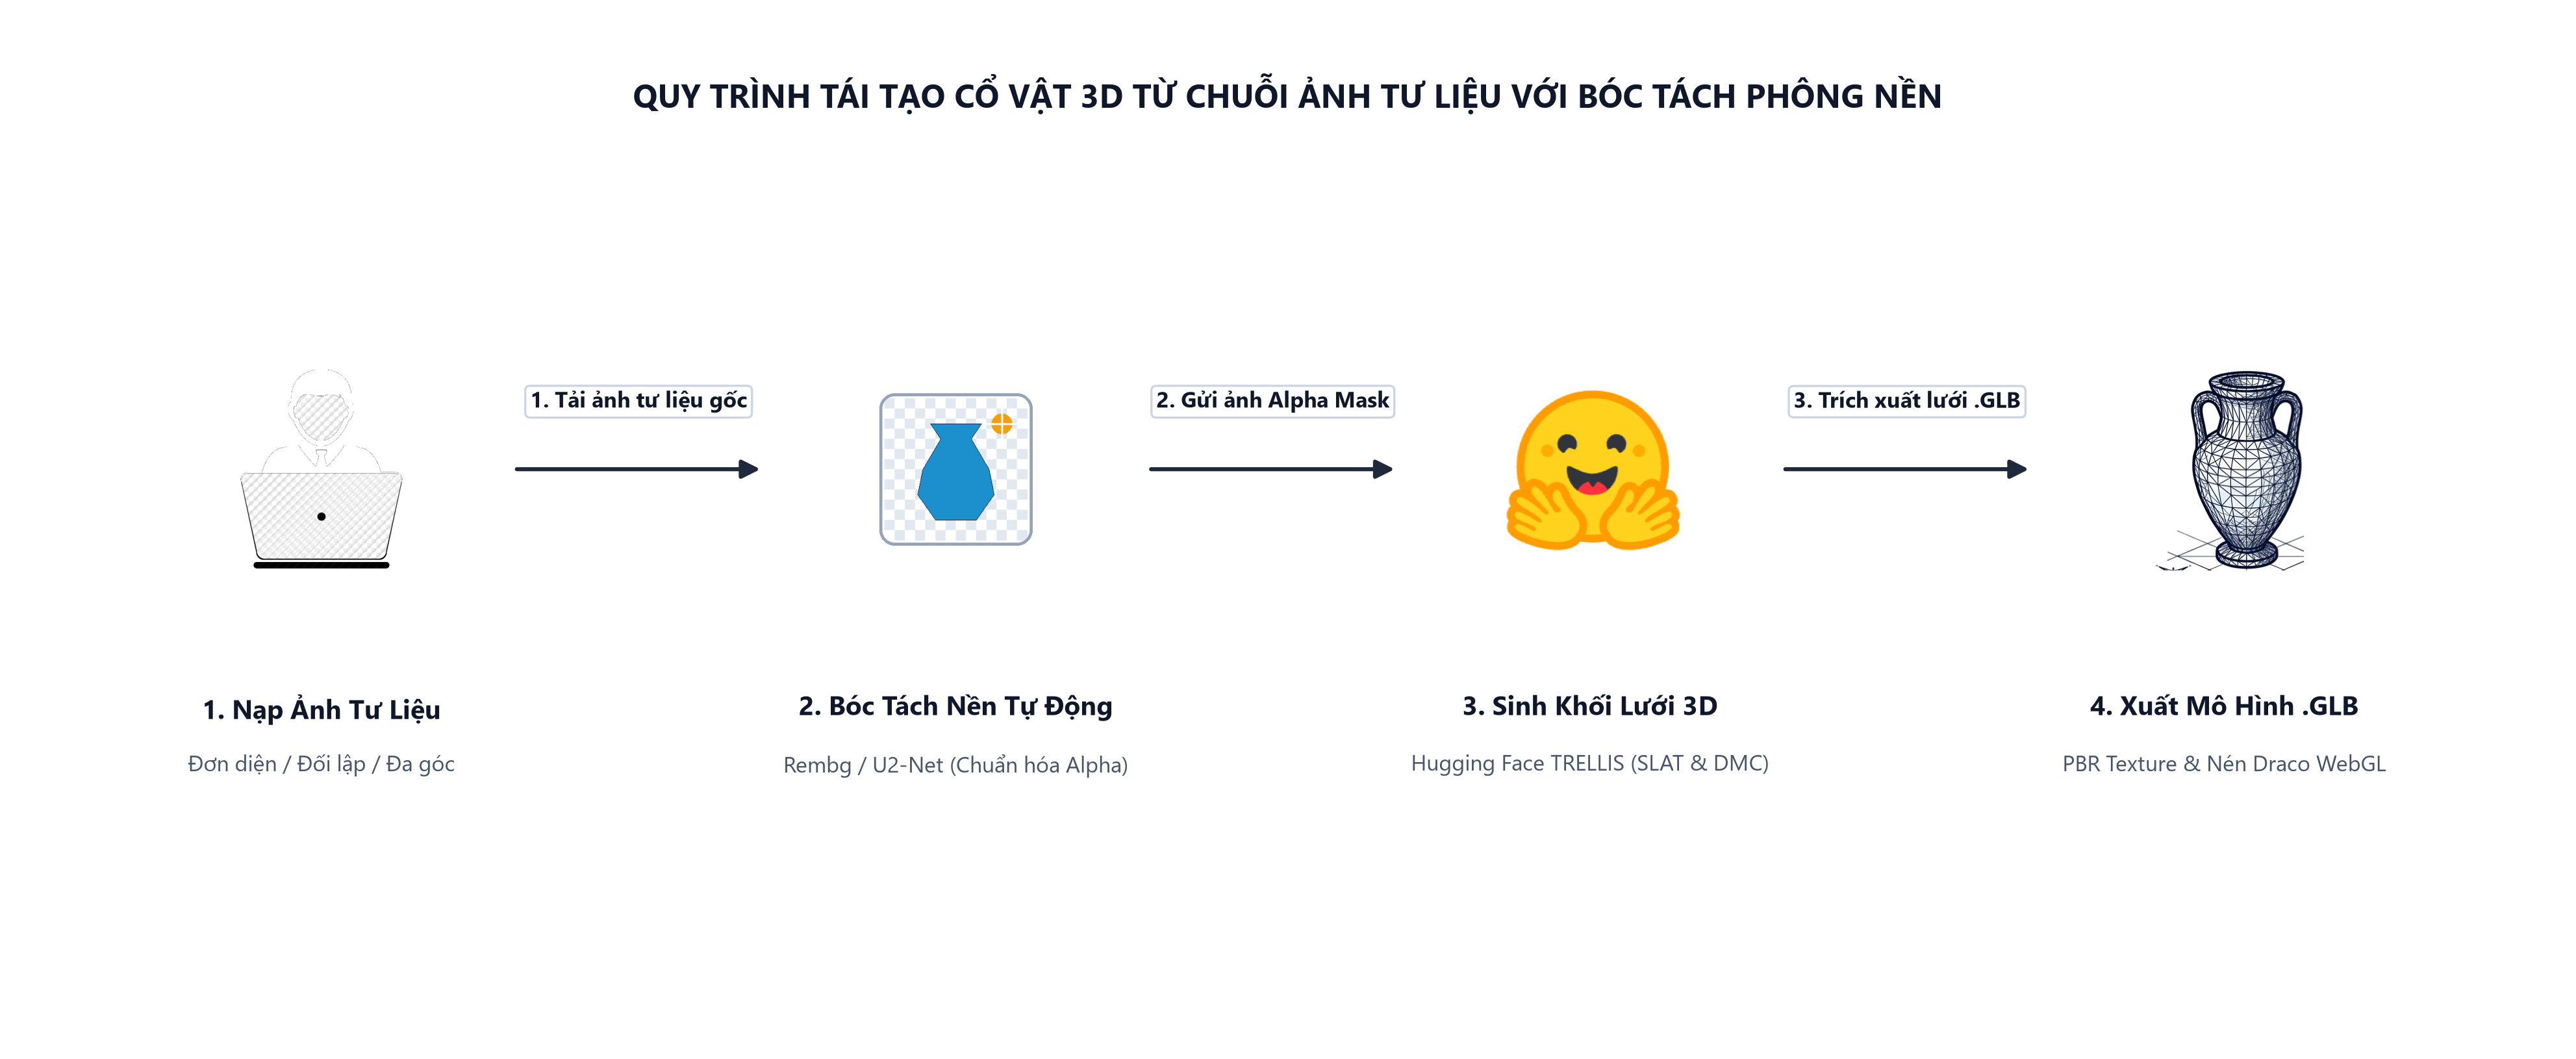 QUY TRÌNH TÁI TẠO CỔ VẬT 3D TỪ CHUỖI ẢNH TƯ LIỆU VỚI BÓC TÁCH PHÔNG NỀN
1. Tải ảnh tư liệu gốc
2. Gửi ảnh Alpha Mask
3. Trích xuất lưới .GLB
1. Nạp Ảnh Tư Liệu
Đơn diện / Đối lập / Đa góc
2. Bóc Tách Nền Tự Động
Rembg / U2-Net (Chuẩn hóa Alpha)
3. Sinh Khối Lưới 3D
Hugging Face TRELLIS (SLAT & DMC)
4. Xuất Mô Hình .GLB
PBR Texture & Nén Draco WebGL